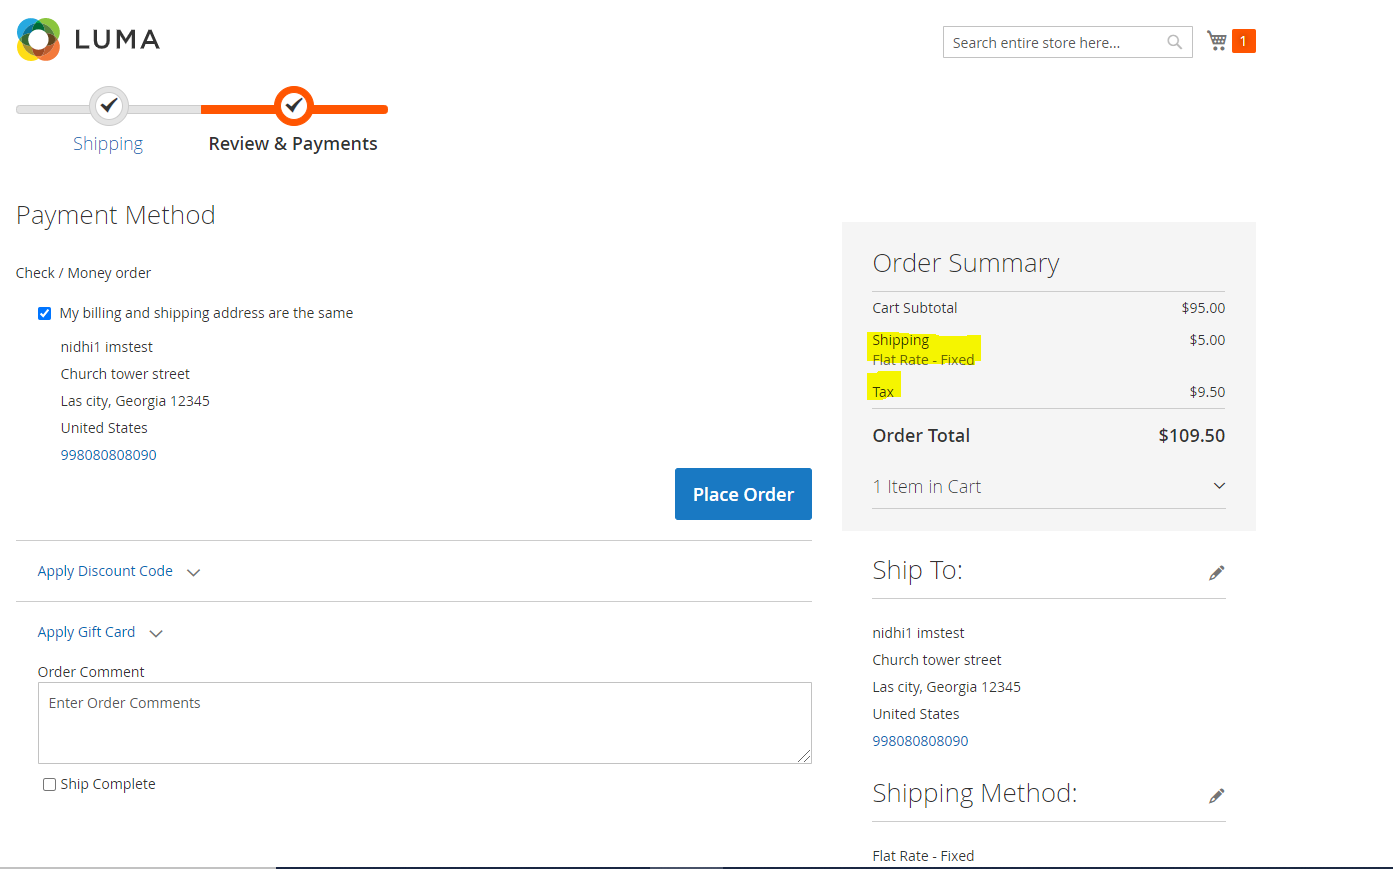 LUMA
Search entire store here...
1
Shipping
Review & Payments
Payment Method
Check / Money order
My billing and shipping address are the same
nidhi1 imstest
Church tower street
Las city, Georgia 12345
United States
998080808090
Place Order
Apply Discount Code
Apply Gift Card
Order Comment
Enter Order Comments
Ship Complete
Order Summary
Cart Subtotal $95.00
Shipping $5.00
Flat Rate - Fixed
Tax $9.50
Order Total $109.50
1 Item in Cart
Ship To:
nidhi1 imstest
Church tower street
Las city, Georgia 12345
United States
998080808090
Shipping Method:
Flat Rate - Fixed